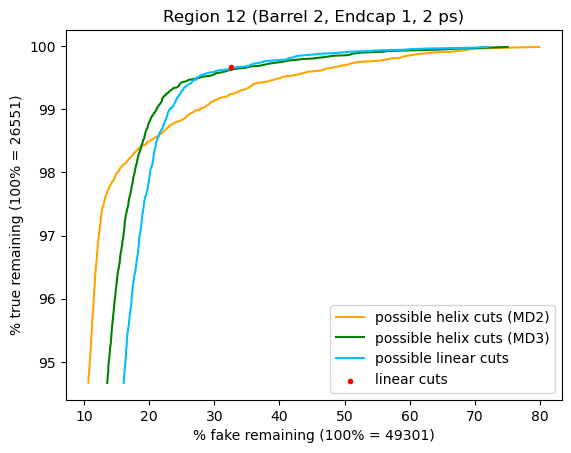 Region 12 (Barrel 2, Endcap 1, 2 ps)
% true remaining (100% = 26551)
100
99
98
97
96
95
possible helix cuts (MD2)
possible helix cuts (MD3)
possible linear cuts
linear cuts
10 20 30 40 50 60 70 80
% fake remaining (100% = 49301)